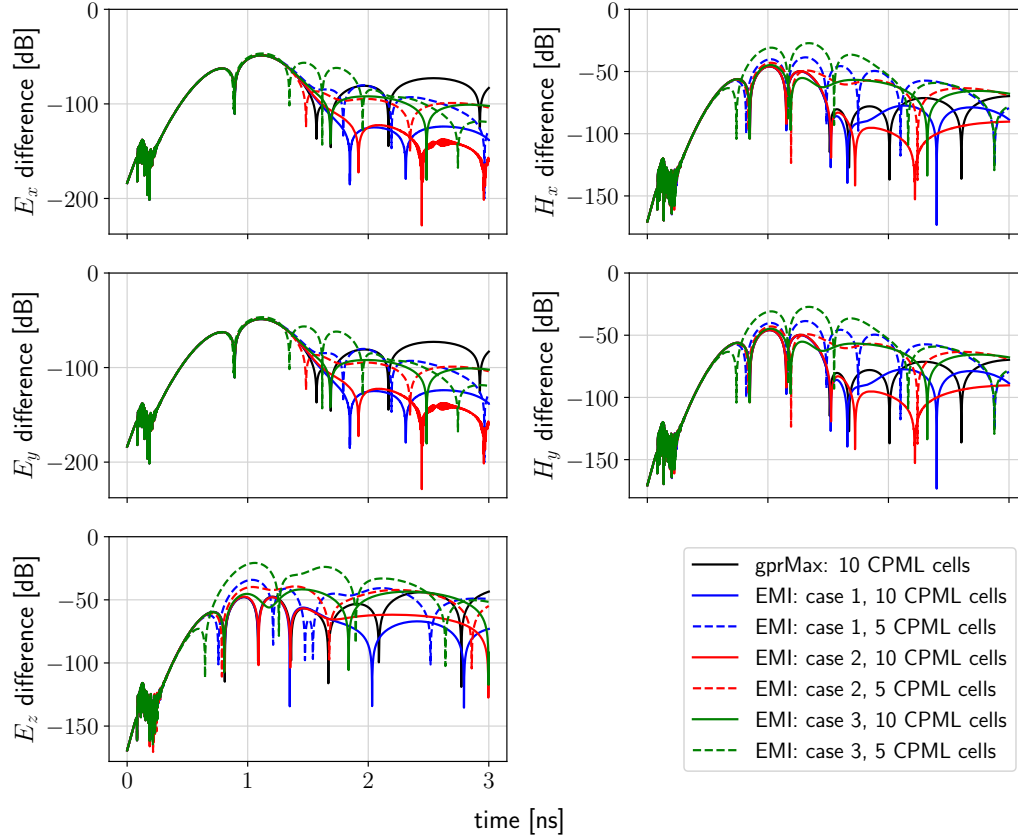 0
−100
−200
E_x difference [dB]
0
−50
−100
−150
H_x difference [dB]
0
−100
−200
E_y difference [dB]
0
−50
−100
−150
H_y difference [dB]
0
−50
−100
−150
E_z difference [dB]
0 1 2 3
time [ns]
gprMax: 10 CPML cells
EMI: case 1, 10 CPML cells
EMI: case 1, 5 CPML cells
EMI: case 2, 10 CPML cells
EMI: case 2, 5 CPML cells
EMI: case 3, 10 CPML cells
EMI: case 3, 5 CPML cells